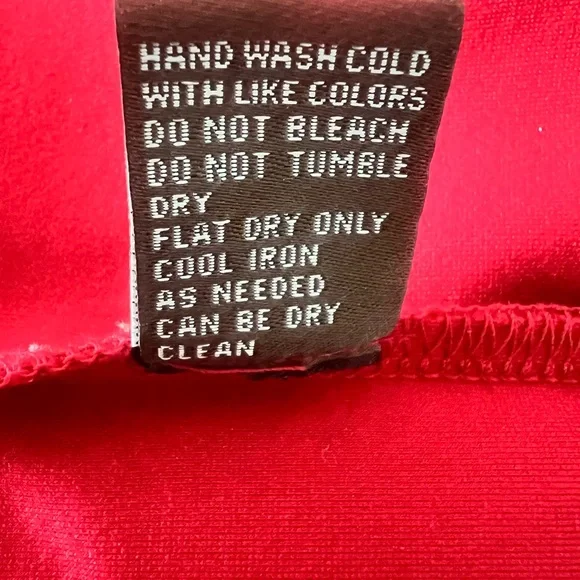 HAND WASH COLD
WITH LIKE COLORS
DO NOT BLEACH
DO NOT TUMBLE
DRY
FLAT DRY ONLY
COOL IRON
AS NEEDED
CAN BE DRY
CLEAN